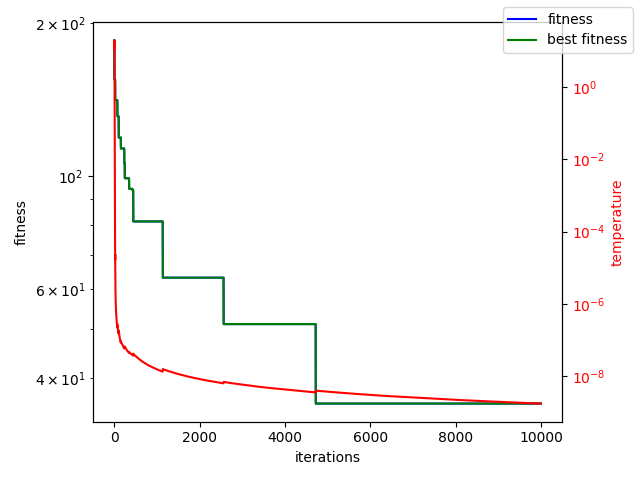 fitness
best fitness
2 × 10²
10²
6 × 10¹
4 × 10¹
fitness
10⁰
10⁻²
10⁻⁴
10⁻⁶
10⁻⁸
temperature
0 2000 4000 6000 8000 10000
iterations